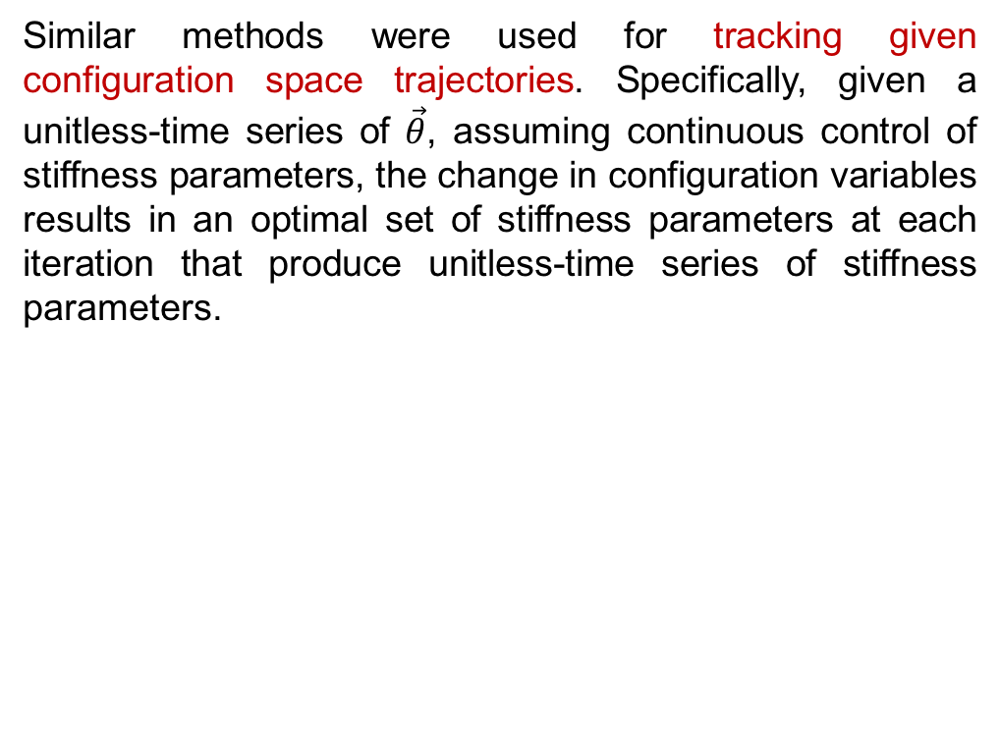 Similar methods were used for tracking given
configuration space trajectories. Specifically, given a
unitless-time series of \vec{θ}, assuming continuous control of
stiffness parameters, the change in configuration variables
results in an optimal set of stiffness parameters at each
iteration that produce unitless-time series of stiffness
parameters.